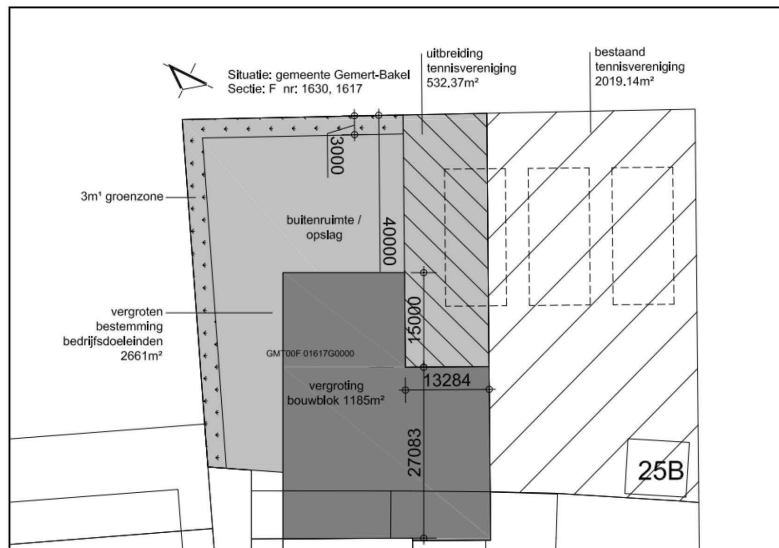 Situatie: gemeente Gemert-Bakel
Sectie: F nr: 1630, 1617
uitbreiding
tennisvereniging
532.37m²
bestaand
tennisvereniging
2019.14m²
3000
3m¹ groenzone
buitenruimte /
opslag
40000
vergroten
bestemming
bedrijfsdoeleinden
2661m²
15000
GMT00F 01617G0000
13284
vergroting
bouwblok 1185m²
27083
25B